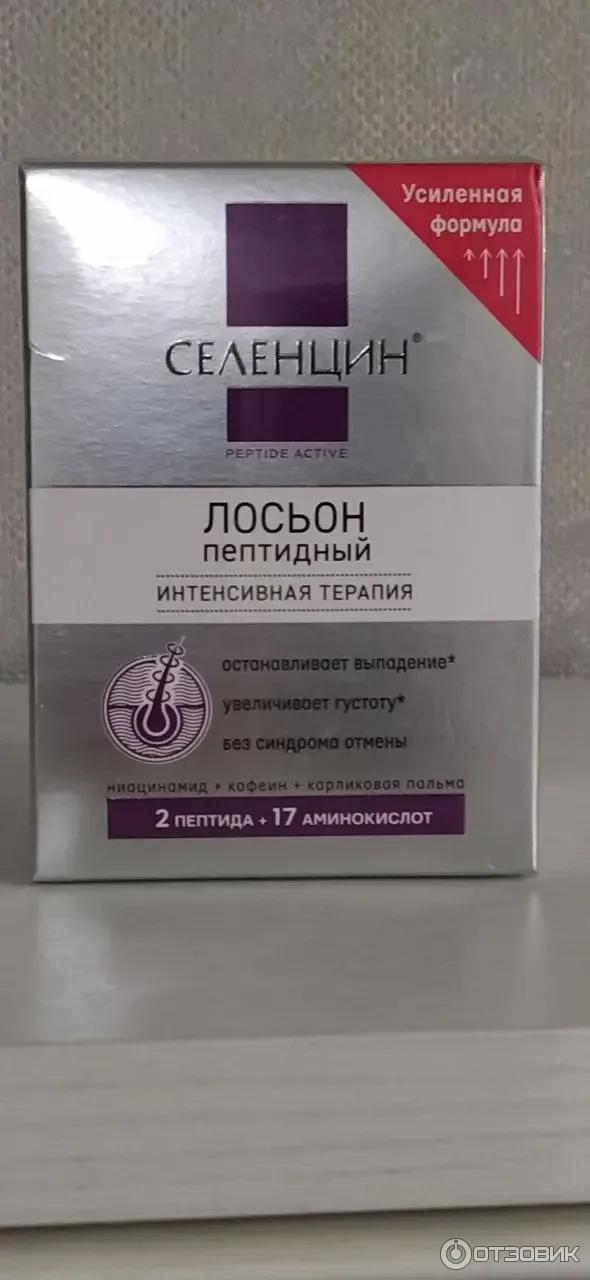 Усиленная
формула
СЕЛЕНЦИН®
PEPTIDE ACTIVE
ЛОСЬОН
пептидный
ИНТЕНСИВНАЯ ТЕРАПИЯ
останавливает выпадение*
увеличивает густоту*
без синдрома отмены
ниацинамид + кофеин + карликовая пальма
2 ПЕПТИДА + 17 АМИНОКИСЛОТ
ОТЗОВИК